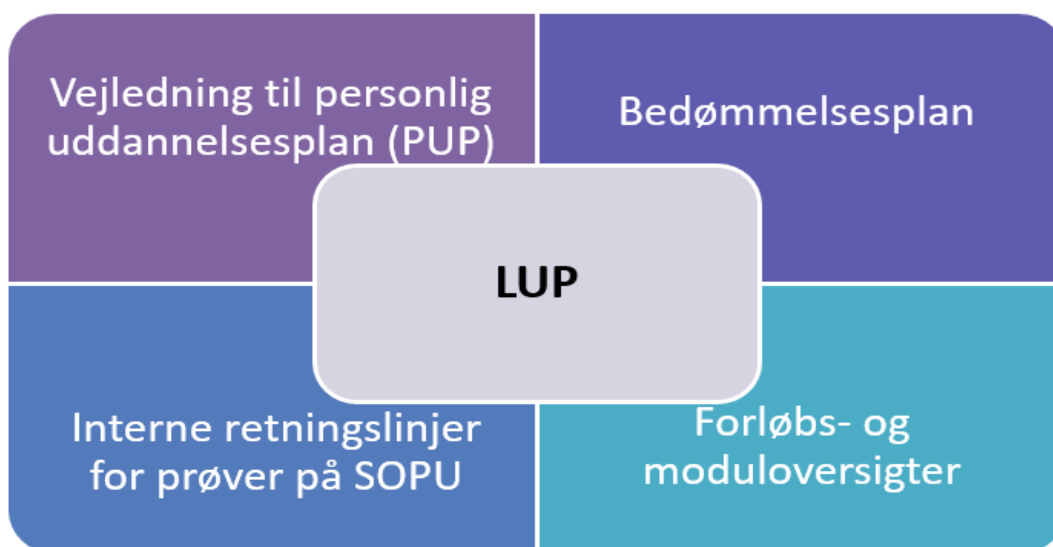 Vejledning til personlig
uddannelsesplan (PUP)
Bedømmelsesplan
LUP
Interne retningslinjer
for prøver på SOPU
Forløbs- og
moduloversigter